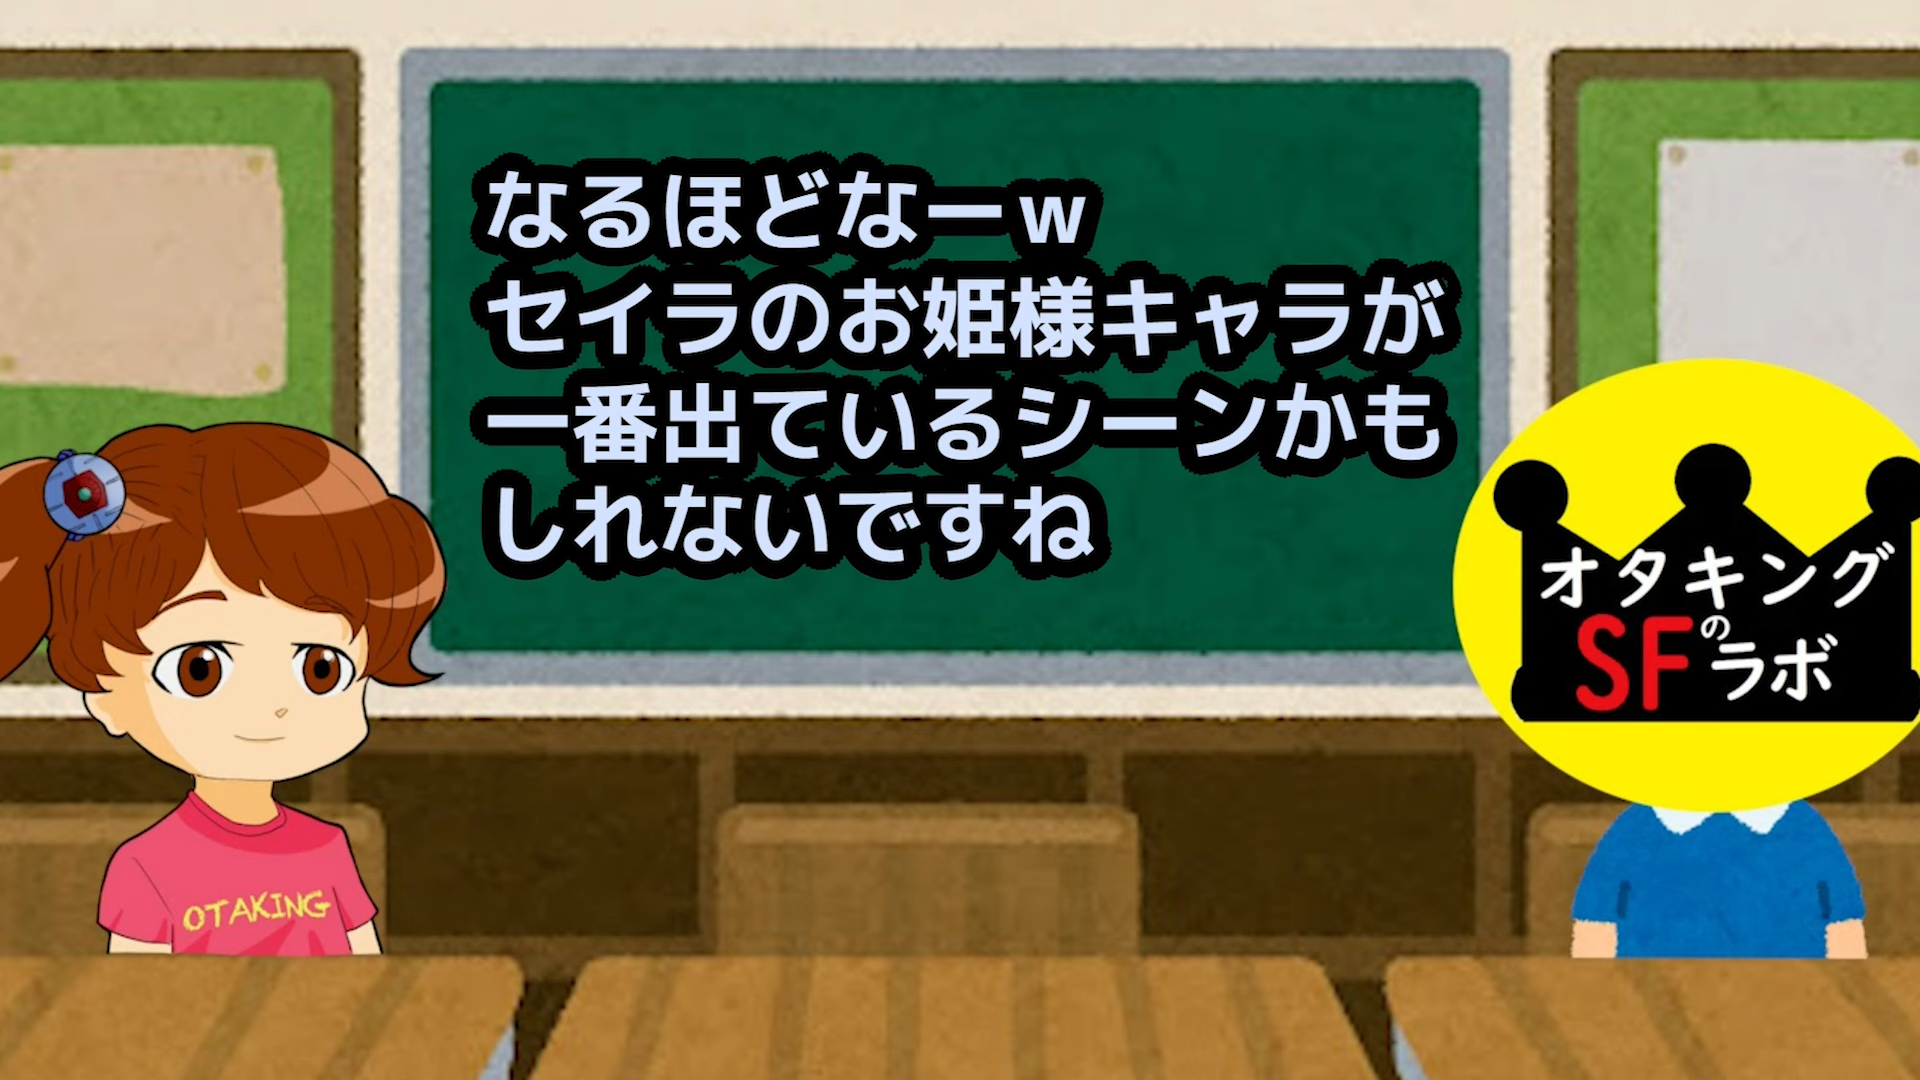 なるほどなーw
セイラのお姫様キャラが
一番出ているシーンかも
しれないですね
オタキング
SFの
ラボ
OTAKING